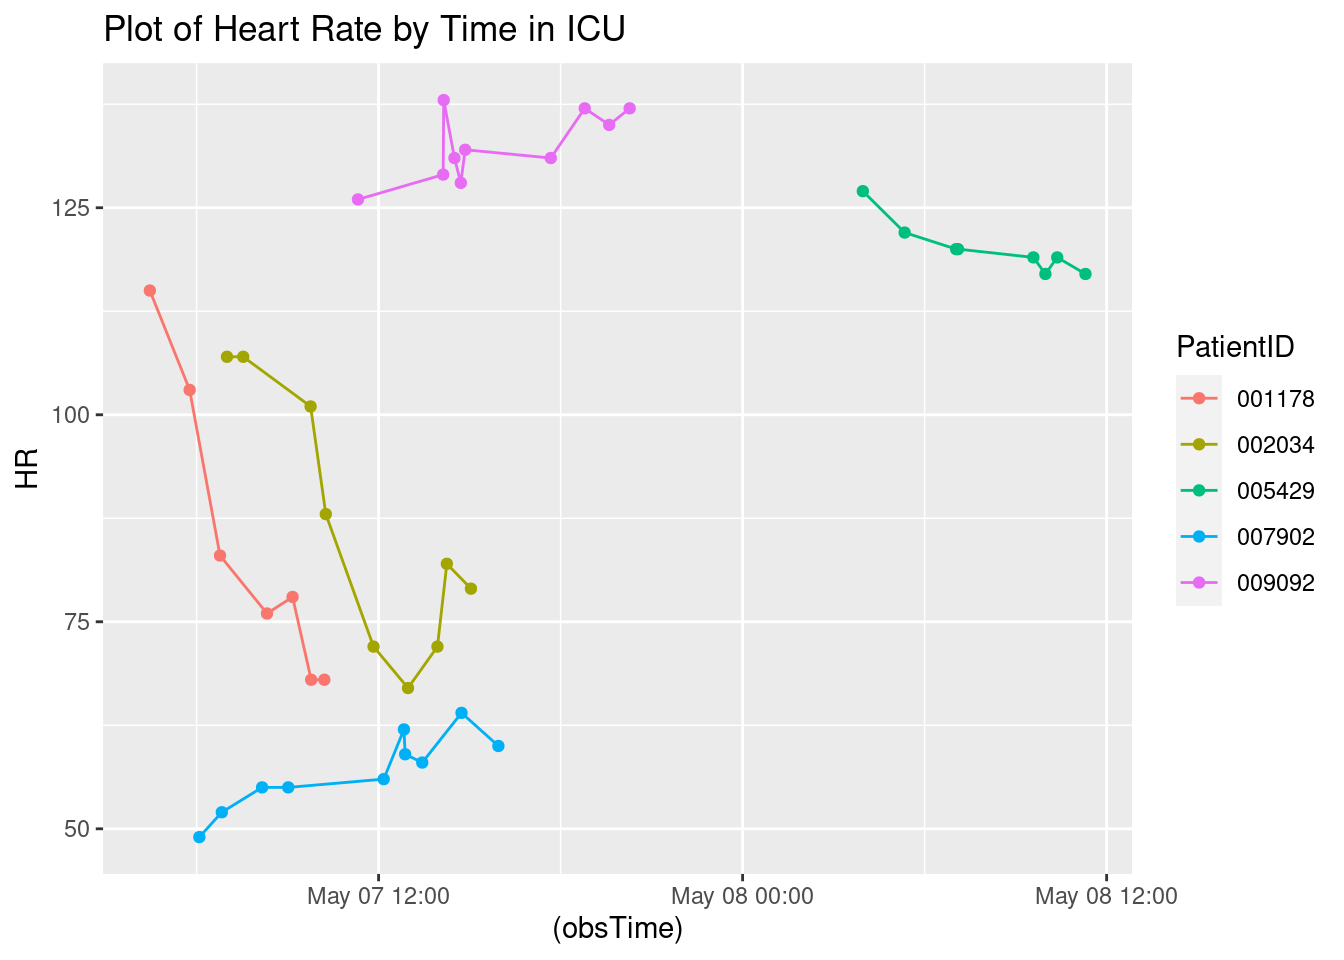 Plot of Heart Rate by Time in ICU
125
100
75
50
HR
May 07 12:00
May 08 00:00
May 08 12:00
(obsTime)
PatientID
001178
002034
005429
007902
009092